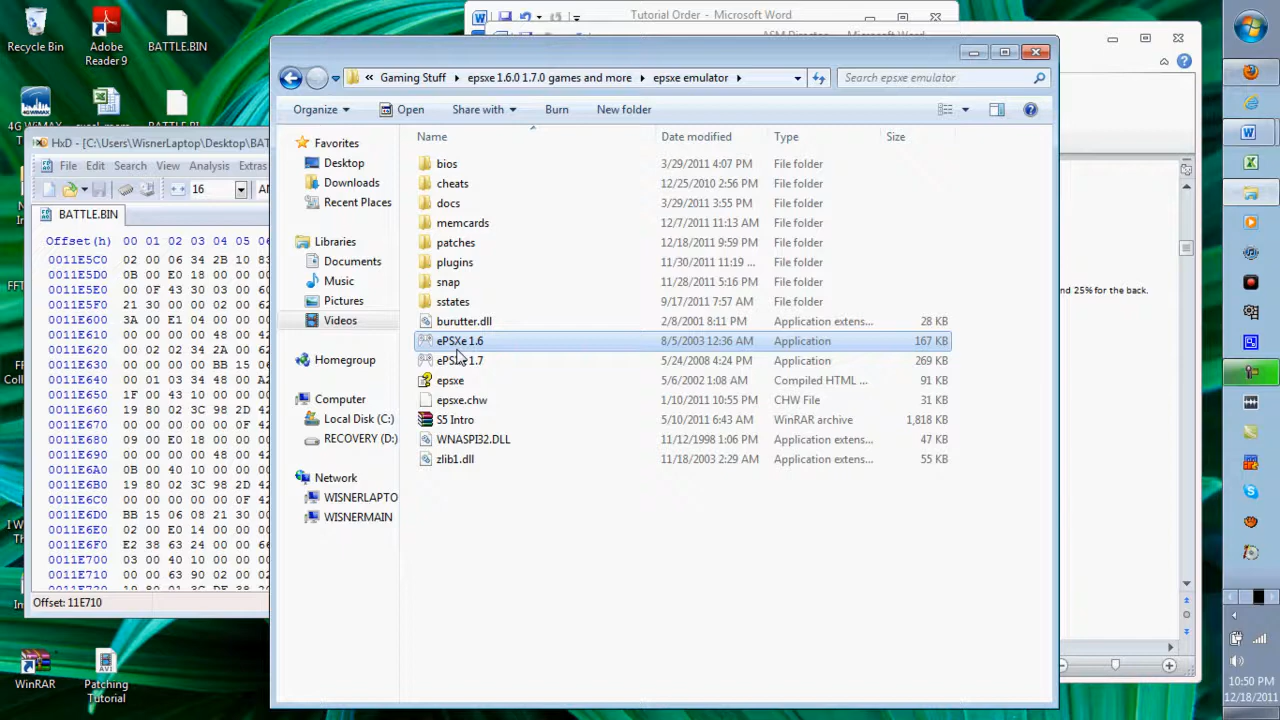 Recycle Bin
Adobe Reader 9
BATTLE.BIN
Tutorial Order - Microsoft Word
Gaming Stuff
epsxe 1.6.0 1.7.0 games and more
epsxe emulator
Search epsxe emulator
Organize
Open
Share with
Burn
New folder
4G WiMAX
HxD - [C:\Users\WisnerLaptop\Desktop\BAT
File Edit Search View Analysis Extras
16
BATTLE.BIN
Offset(h) 00 01 02 03 04 05
0011E5C0 02 00 06 34 2B 10
0011E5D0 0B 00 E0 18 00 00
0011E5E0 00 0F 43 30 03 00
0011E5F0 21 30 00 00 02 00
0011E600 3A 00 E1 04 00 00
0011E610 00 00 00 00 00 00
0011E620 00 02 02 34 2A 00
0011E630 00 00 00 00 BB 15
0011E640 00 01 03 34 48 00
0011E650 1F 00 43 10 00 00
0011E660 19 80 02 3C 98 2D
0011E670 00 00 00 00 00 0F
0011E680 09 00 E0 18 00 00
0011E690 19 80 02 3C 98 2D
0011E6A0 0B 00 40 10 00 00
0011E6B0 19 80 02 3C 98 2D
0011E6C0 00 00 00 00 00 0F
0011E6D0 BB 15 06 08 21 30
0011E6E0 02 00 E0 14 00 00
0011E6F0 E2 38 63 24 00 00
0011E700 03 00 40 10 00 00
0011E710 00 00 63 90 02 00
Offset: 11E710
Favorites
Desktop
Downloads
Recent Places
Libraries
Documents
Music
Pictures
Videos
Homegroup
Computer
Local Disk (C:)
RECOVERY (D:)
Network
WISNERLAPTO
WISNERMAIN
Name Date modified Type Size
bios 3/29/2011 4:07 PM File folder
cheats 12/25/2010 2:56 PM File folder
docs 3/29/2011 3:55 PM File folder
memcards 12/7/2011 11:13 AM File folder
patches 12/18/2011 9:59 PM File folder
plugins 11/30/2011 11:19 ... File folder
snap 11/28/2011 5:16 PM File folder
sstates 9/17/2011 7:57 AM File folder
burutter.dll 2/8/2001 8:11 PM Application extens... 28 KB
ePSXe 1.6 8/5/2003 12:36 AM Application 167 KB
ePSXe 1.7 5/24/2008 4:24 PM Application 269 KB
epsxe 5/6/2002 1:08 AM Compiled HTML ... 91 KB
epsxe.chw 1/10/2011 10:55 PM CHW File 31 KB
S5 Intro 5/10/2011 6:43 AM WinRAR archive 1,818 KB
WNASPI32.DLL 11/12/1998 1:06 PM Application extens... 47 KB
zlib1.dll 11/18/2003 2:29 AM Application extens... 55 KB
nd 25% for the back.
WinRAR
Patching Tutorial
10:50 PM
12/18/2011